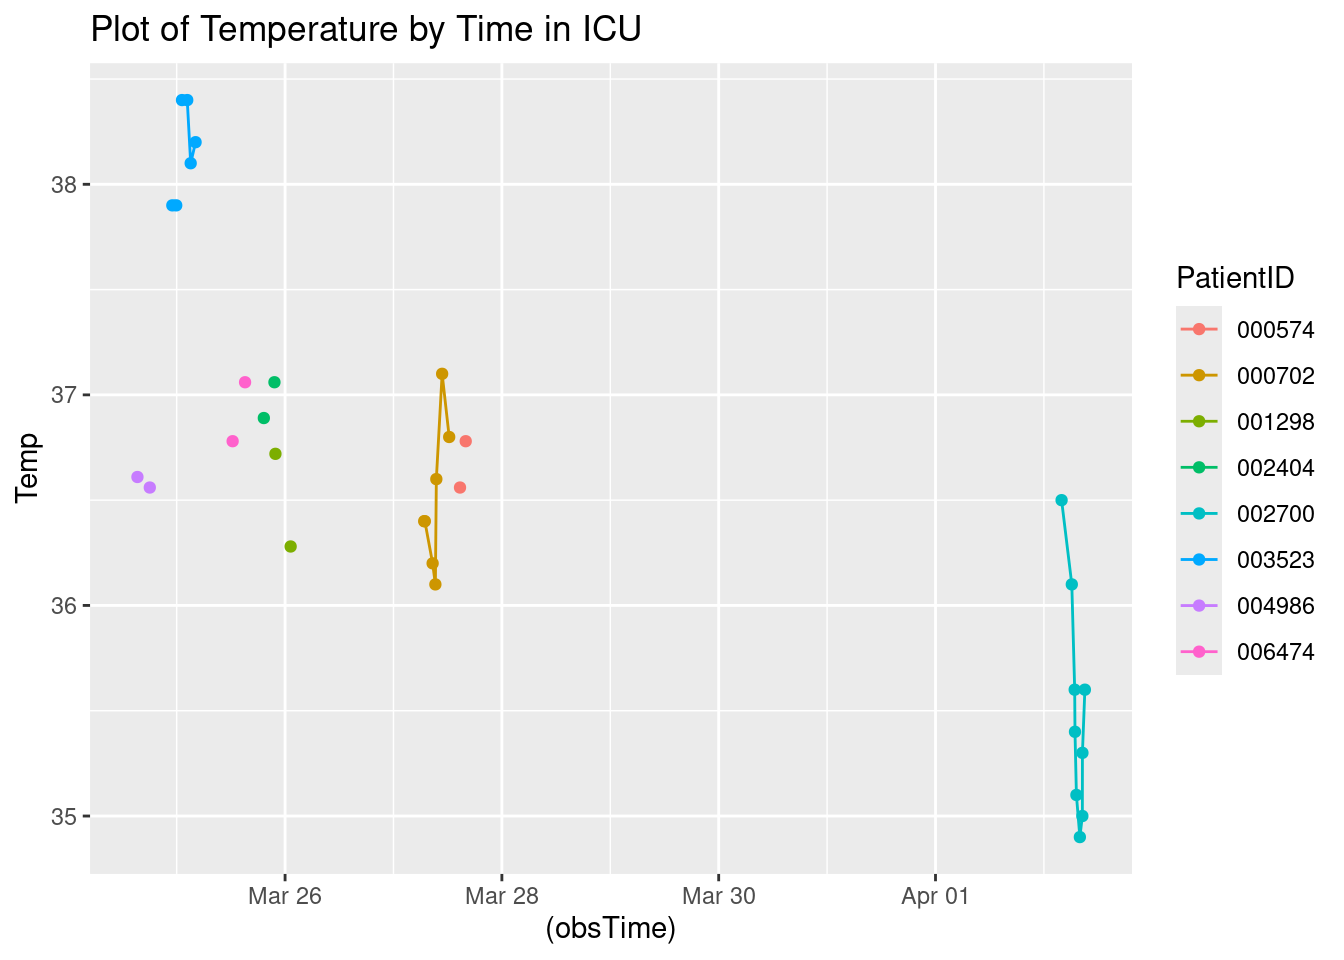 Plot of Temperature by Time in ICU
Temp
38
37
36
35
Mar 26
Mar 28
Mar 30
Apr 01
(obsTime)
PatientID
000574
000702
001298
002404
002700
003523
004986
006474